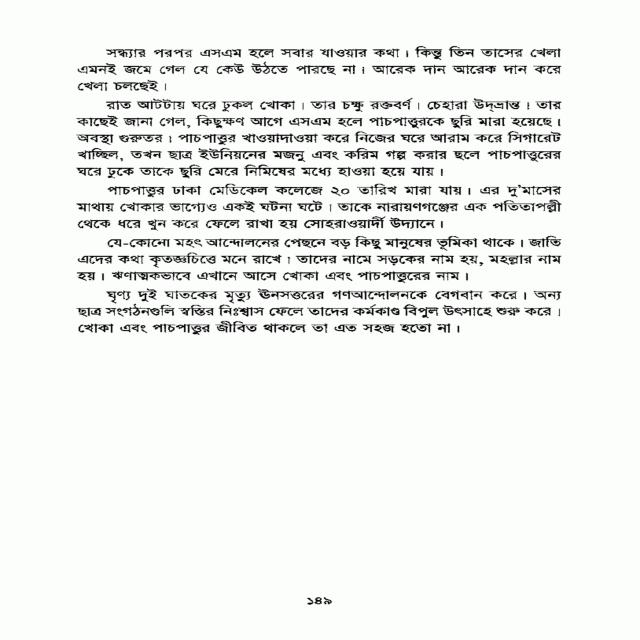 সন্ধ্যার পরপর এসএম হলে সবার যাওয়ার কথা। কিন্তু তিন তাসের খেলা
এমনই জমে গেল যে কেউ উঠতে পারছে না। আরেক দান আরেক দান করে
খেলা চলছেই।
রাত আটটায় ঘরে ঢুকল খোকা। তার চক্ষু রক্তবর্ণ। চেহারা উদ্‌ভ্রান্ত। তার
কাছেই জানা গেল, কিছুক্ষণ আগে এসএম হলে পাচপাত্তুরকে ছুরি মারা হয়েছে।
অবস্থা গুরুতর। পাচপাত্তুর খাওয়াদাওয়া করে নিজের ঘরে আরাম করে সিগারেট
খাচ্ছিল, তখন ছাত্র ইউনিয়নের মজনু এবং করিম গল্প করার ছলে পাচপাত্তুরের
ঘরে ঢুকে তাকে ছুরি মেরে নিমিষের মধ্যে হাওয়া হয়ে যায়।
পাচপাত্তুর ঢাকা মেডিকেল কলেজে ২০ তারিখ মারা যায়। এর দু'মাসের
মাথায় খোকার ভাগ্যেও একই ঘটনা ঘটে। তাকে নারায়ণগঞ্জের এক পতিতাপল্লী
থেকে ধরে খুন করে ফেলে রাখা হয় সোহরাওয়ার্দী উদ্যানে।
যে-কোনো মহৎ আন্দোলনের পেছনে বড় কিছু মানুষের ভূমিকা থাকে। জাতি
এদের কথা কৃতজ্ঞচিত্তে মনে রাখে। তাদের নামে সড়কের নাম হয়, মহল্লার নাম
হয়। ঋণাত্মকভাবে এখানে আসে খোকা এবং পাচপাত্তুরের নাম।
ঘৃণ্য দুই ঘাতকের মৃত্যু ঊনসত্তরের গণআন্দোলনকে বেগবান করে। অন্য
ছাত্র সংগঠনগুলি স্বস্তির নিঃশ্বাস ফেলে তাদের কর্মকাণ্ড বিপুল উৎসাহে শুরু করে।
খোকা এবং পাচপাত্তুর জীবিত থাকলে তা এত সহজ হতো না।
১৪৯